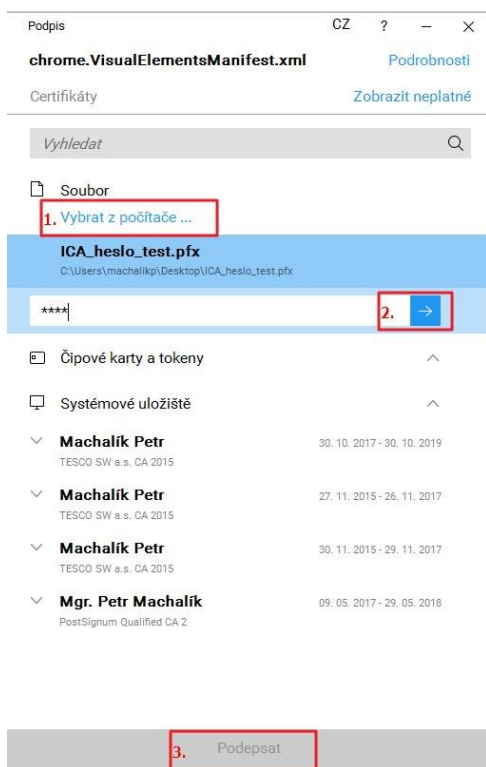 Podpis CZ ? – ×
chrome.VisualElementsManifest.xml Podrobnosti
Certifikáty Zobrazit neplatné
Vyhledat
Soubor
1. Vybrat z počítače ...
ICA_heslo_test.pfx
C:\Users\machalikp\Desktop\ICA_heslo_test.pfx
**** 2. →
Čipové karty a tokeny
Systémové uložiště
Machalík Petr 30. 10. 2017 - 30. 10. 2019
TESCO SW a.s. CA 2015
Machalík Petr 27. 11. 2015 - 26. 11. 2017
TESCO SW a.s. CA 2015
Machalík Petr 30. 11. 2015 - 29. 11. 2017
TESCO SW a.s. CA 2015
Mgr. Petr Machalík 09. 05. 2017 - 29. 05. 2018
PostSignum Qualified CA 2
3. Podepsat